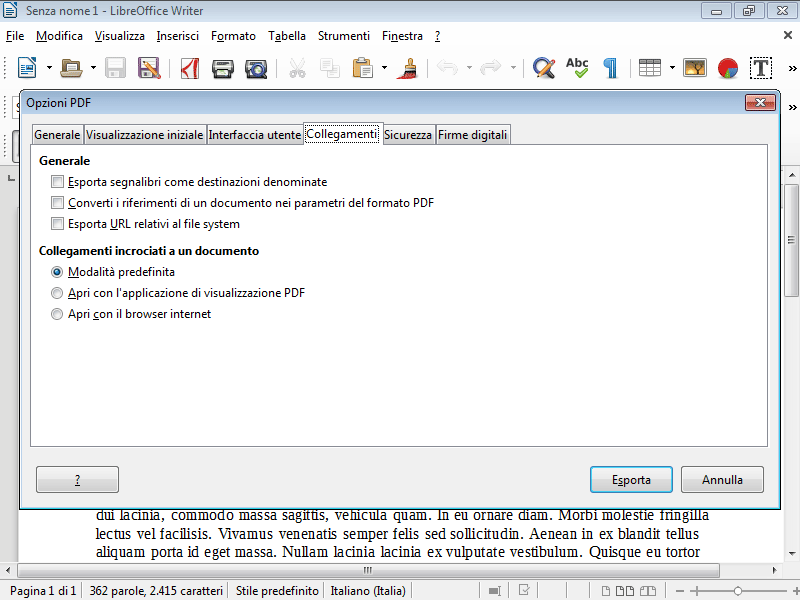 Senza nome 1 - LibreOffice Writer
File Modifica Visualizza Inserisci Formato Tabella Strumenti Finestra ?
Abc
T
Opzioni PDF
Generale Visualizzazione iniziale Interfaccia utente Collegamenti Sicurezza Firme digitali
Generale
Esporta segnalibri come destinazioni denominate
Converti i riferimenti di un documento nei parametri del formato PDF
Esporta URL relativi al file system
Collegamenti incrociati a un documento
Modalità predefinita
Apri con l'applicazione di visualizzazione PDF
Apri con il browser internet
? Esporta Annulla
dui lacinia, commodo massa sagittis, vehicula quam. In eu ornare diam. Morbi molestie fringilla
lectus vel facilisis. Vivamus venenatis semper felis sed sollicitudin. Aenean in ex blandit tellus
aliquam porta id eget massa. Nullam lacinia lacinia ex vulputate vestibulum. Quisque eu tortor
Pagina 1 di 1 362 parole, 2.415 caratteri Stile predefinito Italiano (Italia)